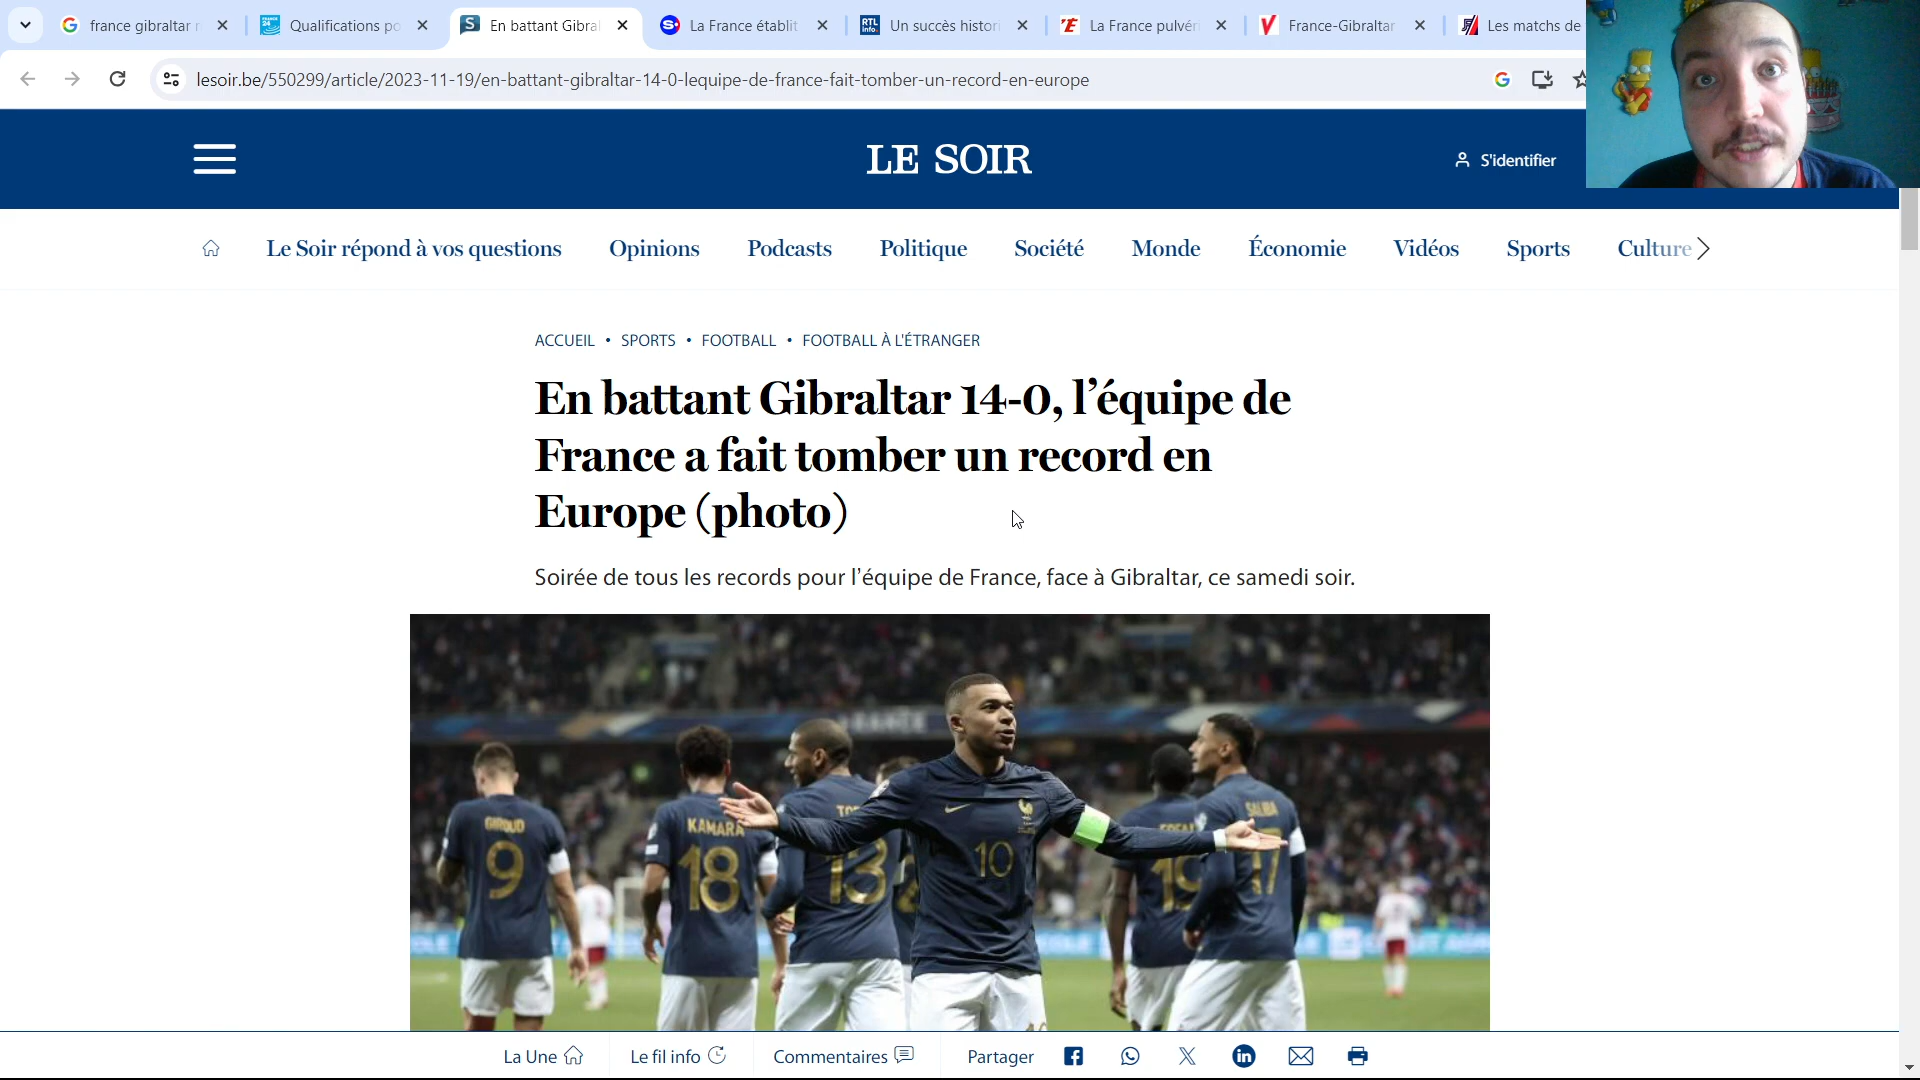 france gibraltar
Qualifications po
En battant Gibral
La France établit
Un succès histori
La France pulvéri
France-Gibraltar
Les matchs de
lesoir.be/550299/article/2023-11-19/en-battant-gibraltar-14-0-lequipe-de-france-fait-tomber-un-record-en-europe
LE SOIR
S'identifier
Le Soir répond à vos questions
Opinions
Podcasts
Politique
Société
Monde
Économie
Vidéos
Sports
Culture
ACCUEIL • SPORTS • FOOTBALL • FOOTBALL À L'ÉTRANGER
En battant Gibraltar 14-0, l’équipe de
France a fait tomber un record en
Europe (photo)
Soirée de tous les records pour l’équipe de France, face à Gibraltar, ce samedi soir.
GIROUD
9
KAMARA
18
13
10
19
SALIBA
17
La Une
Le fil info
Commentaires
Partager